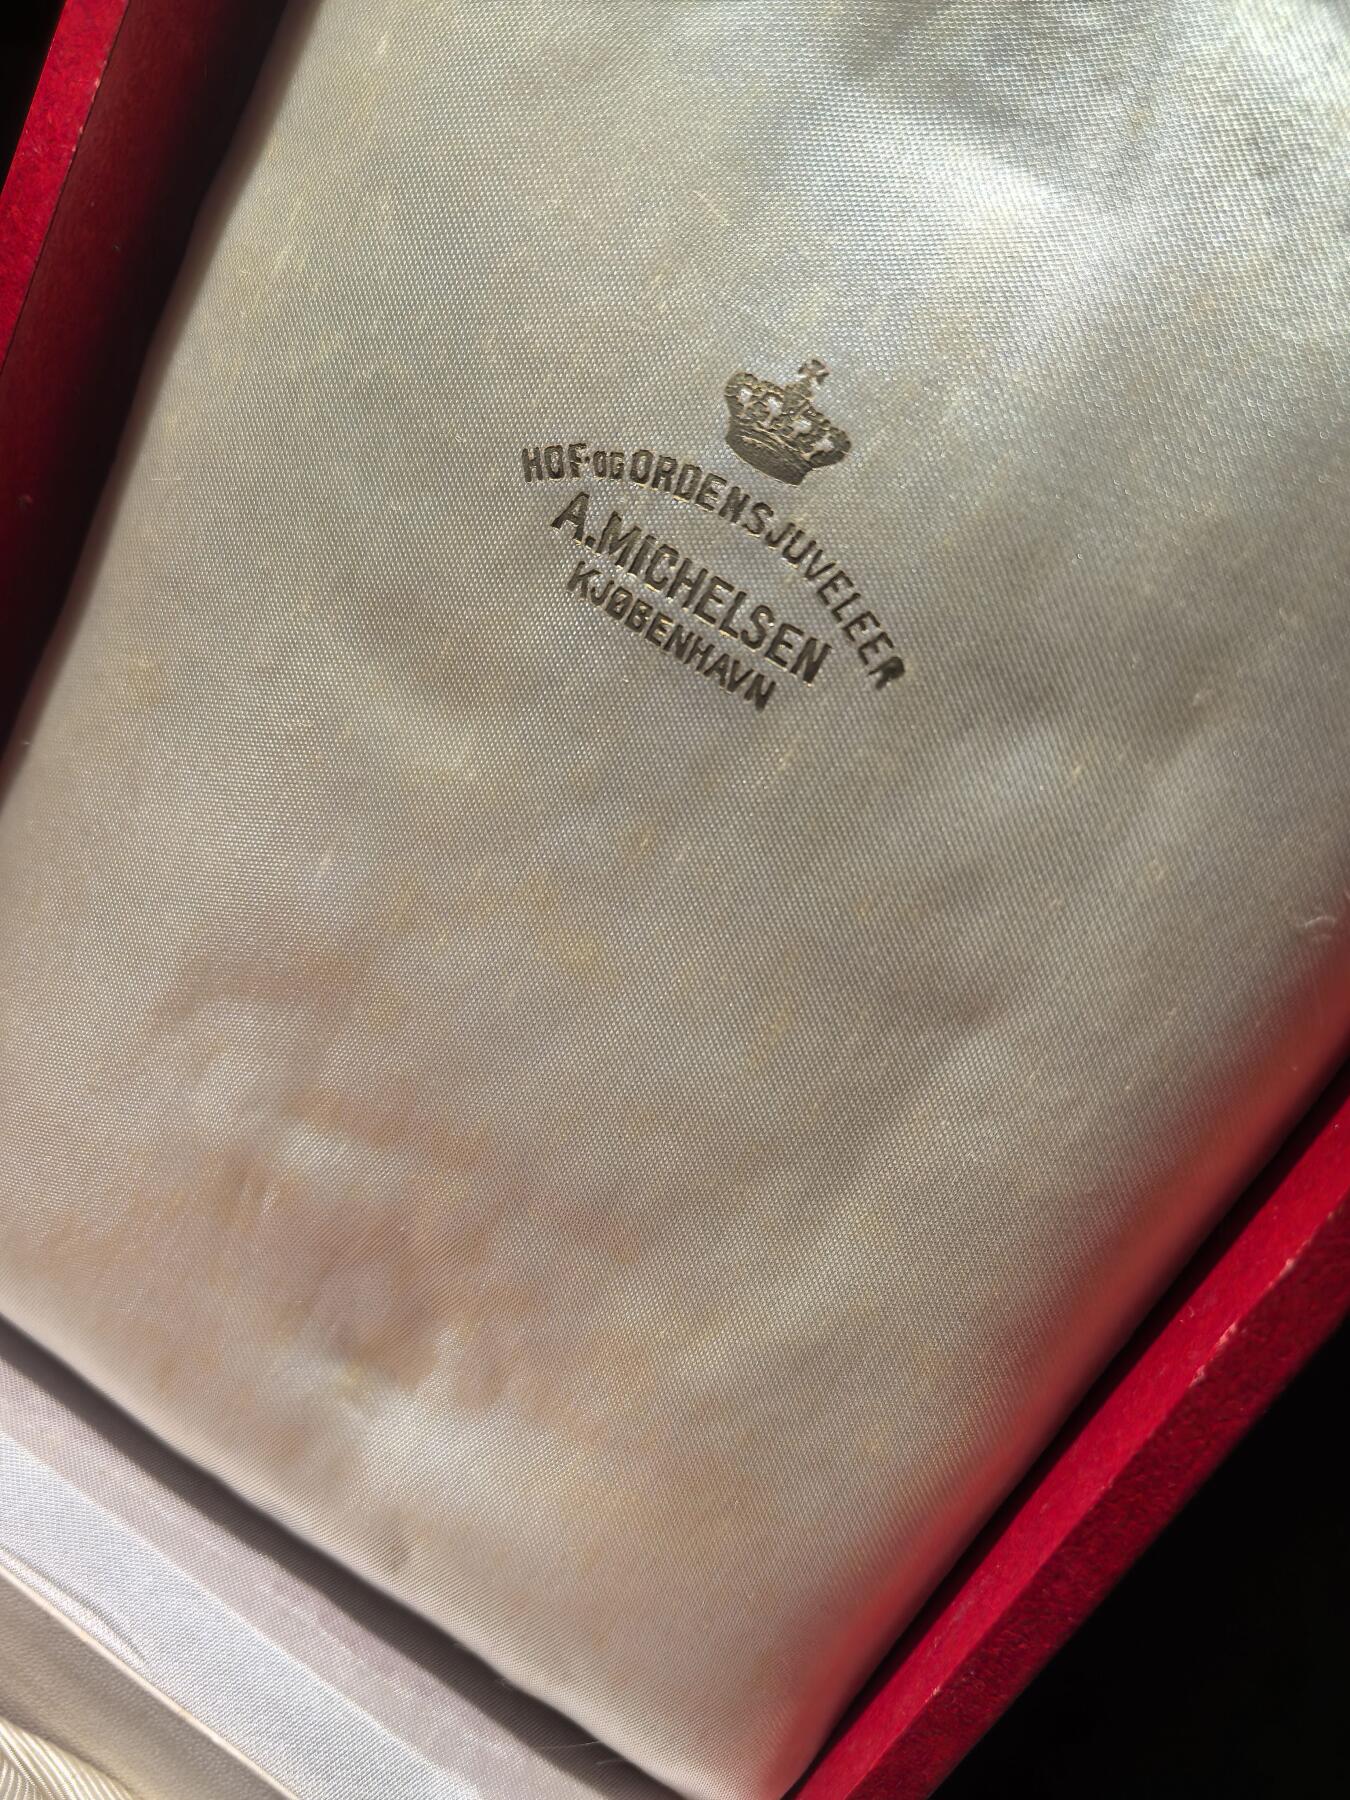 HOF- OG ORDENSJUVELEER
A. MICHELSEN
KJØBENHAVN